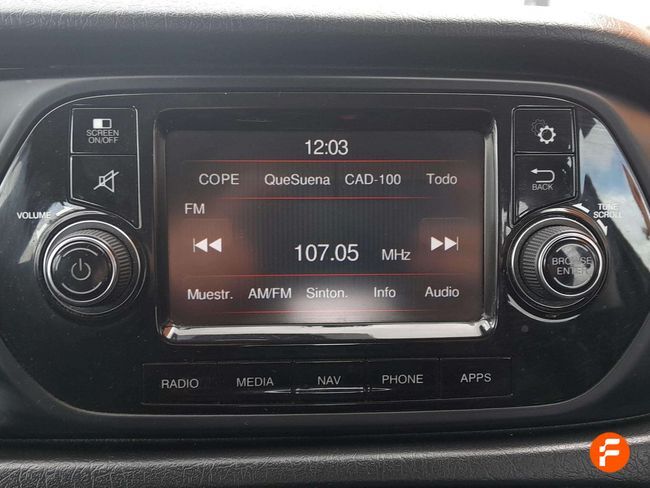 SCREEN
ON/OFF
12:03
COPE QueSuena CAD-100 Todo
BACK
FM
VOLUME
TUNE
SCROLL
107.05 MHz
BROWSE
ENTER
Muestr. AM/FM Sinton. Info Audio
RADIO MEDIA NAV PHONE APPS